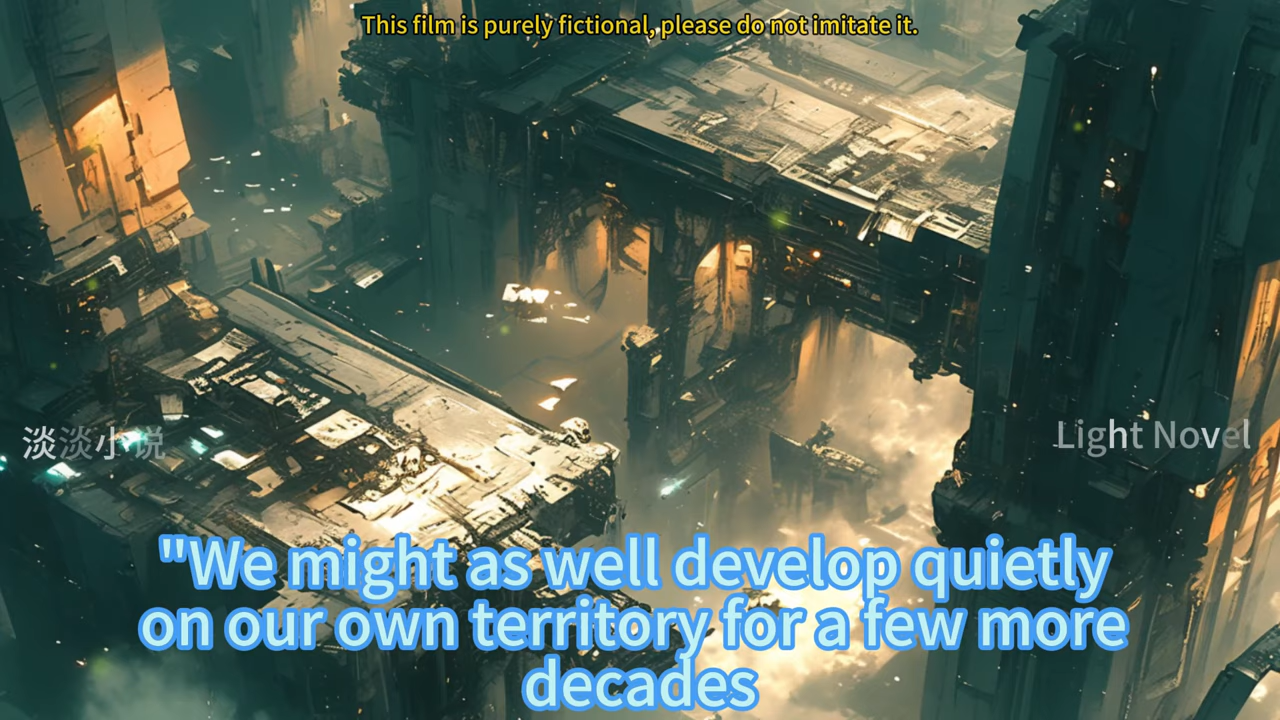 This film is purely fictional, please do not imitate it.
淡淡小说
Light Novel
"We might as well develop quietly
on our own territory for a few more
decades